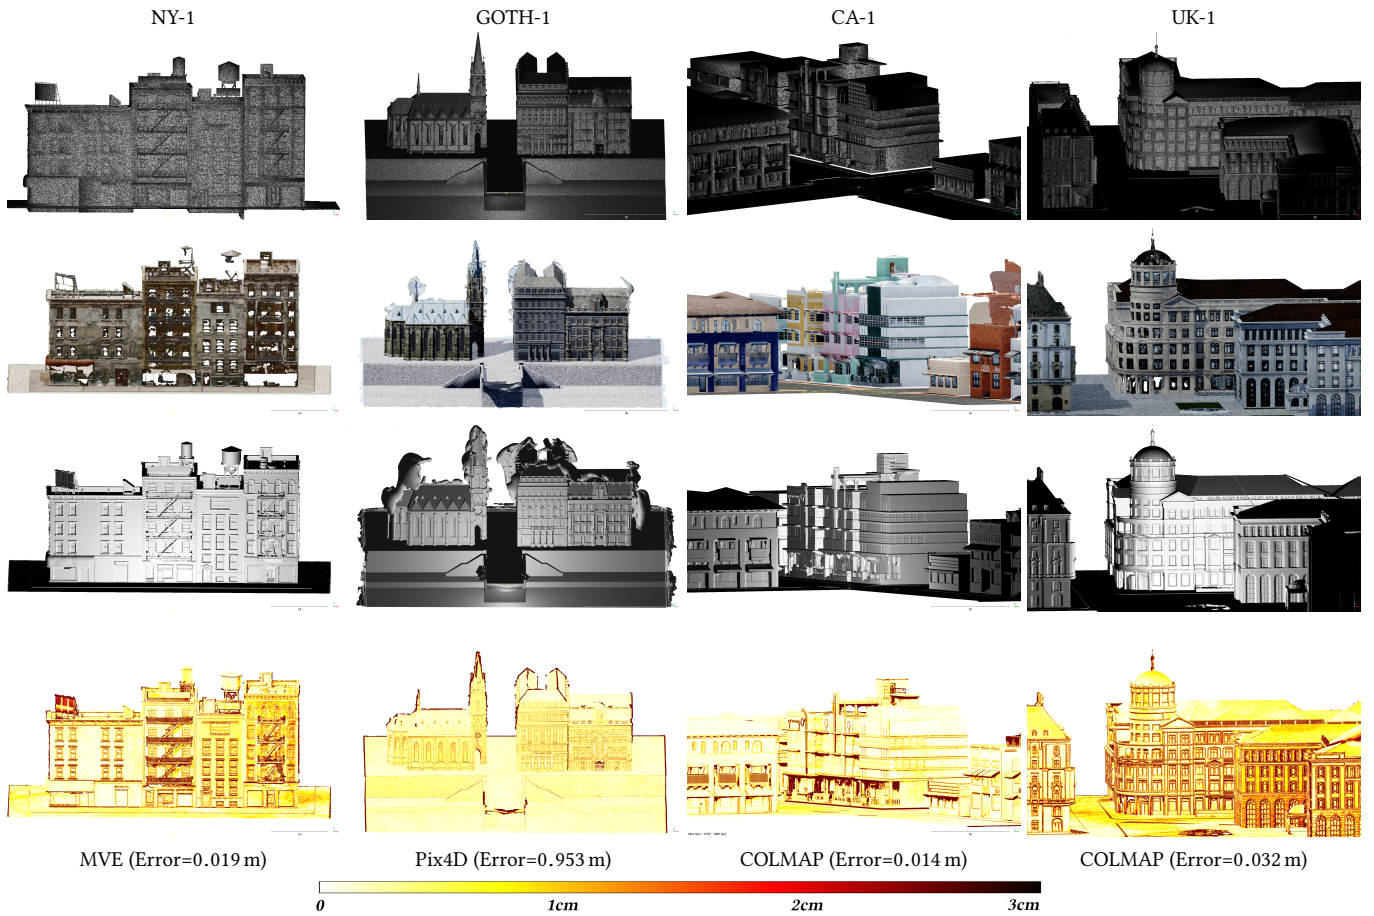 NY-1
GOTH-1
CA-1
UK-1
MVE (Error=0.019 m)
Pix4D (Error=0.953 m)
COLMAP (Error=0.014 m)
COLMAP (Error=0.032 m)
0
1cm
2cm
3cm